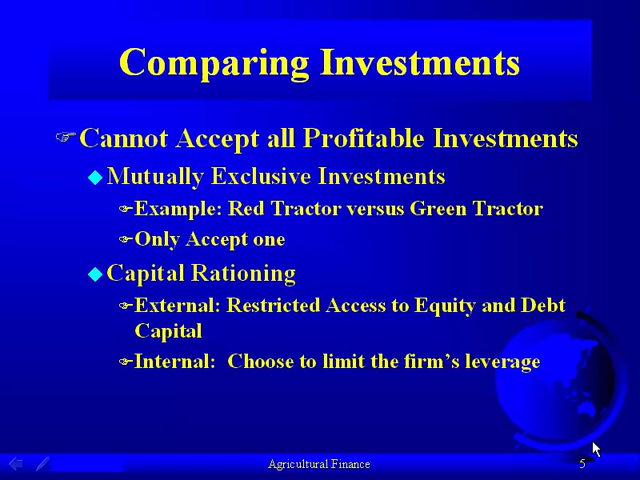 Comparing Investments
Cannot Accept all Profitable Investments
Mutually Exclusive Investments
Example: Red Tractor versus Green Tractor
Only Accept one
Capital Rationing
External: Restricted Access to Equity and Debt
Capital
Internal:  Choose to limit the firm's leverage
Agricultural Finance
5